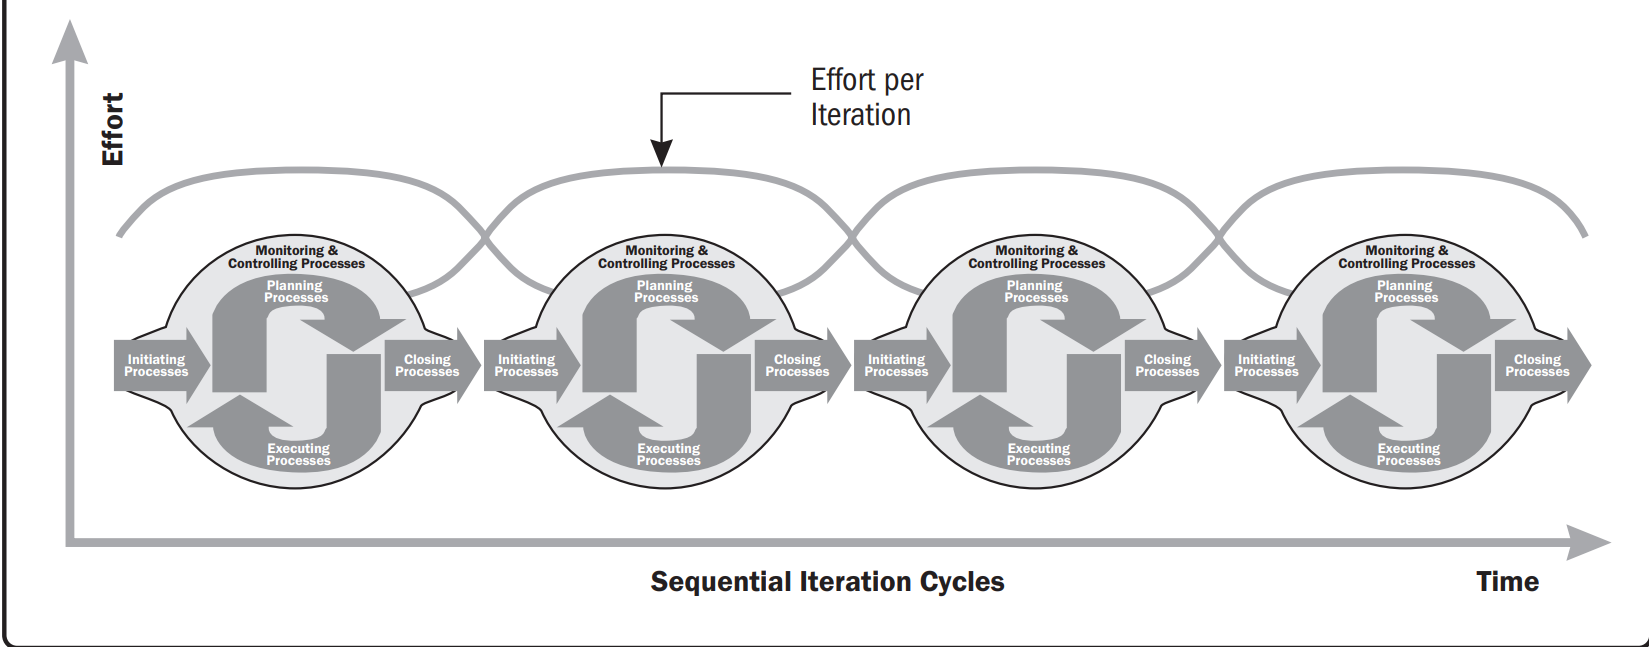 Effort
Effort per
Iteration
Monitoring &
Controlling Processes
Planning
Processes
Initiating
Processes
Closing
Processes
Executing
Processes
Monitoring &
Controlling Processes
Planning
Processes
Initiating
Processes
Closing
Processes
Executing
Processes
Monitoring &
Controlling Processes
Planning
Processes
Initiating
Processes
Closing
Processes
Executing
Processes
Monitoring &
Controlling Processes
Planning
Processes
Initiating
Processes
Closing
Processes
Executing
Processes
Sequential Iteration Cycles
Time